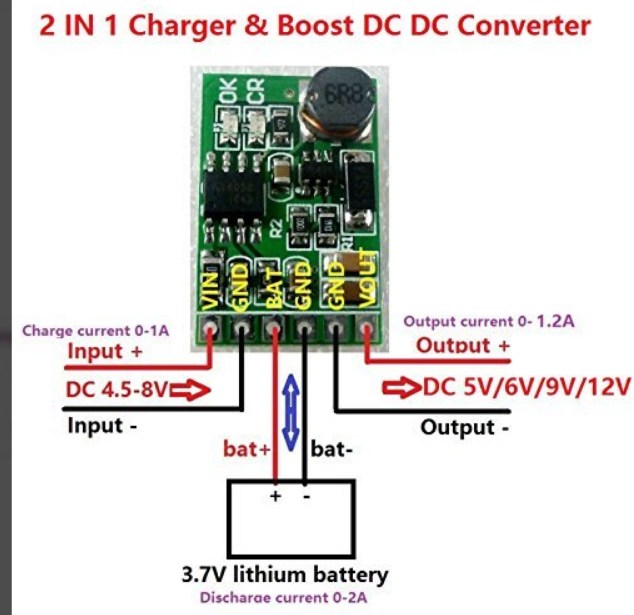 2 IN 1 Charger & Boost DC DC Converter
OK
CR
6R8
R2
R1
VIN
GND
BAT
GND
GND
VOUT
Charge current 0-1A
Output current 0- 1.2A
Input +
Output +
DC 4.5-8V
DC 5V/6V/9V/12V
Input -
Output -
bat+
bat-
+ -
3.7V lithium battery
Discharge current 0-2A